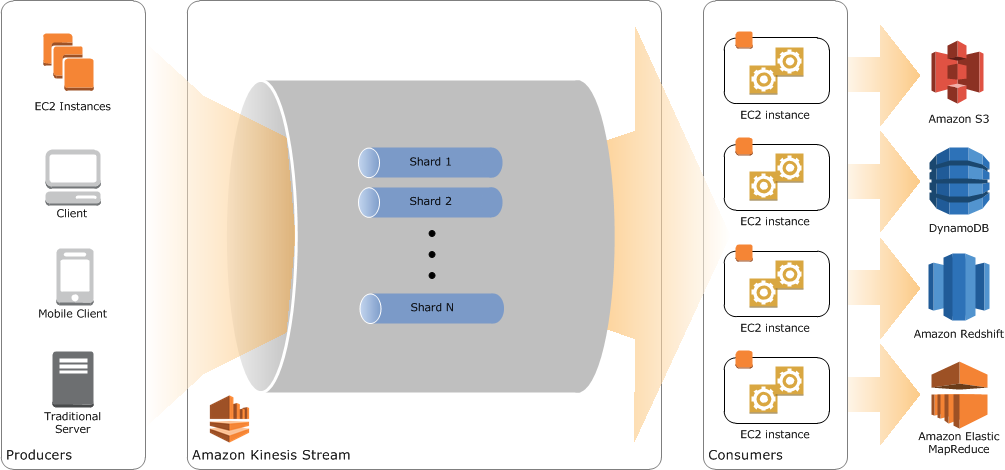 EC2 Instances
Client
Mobile Client
Traditional
Server
Producers
Shard 1
Shard 2
Shard N
Amazon Kinesis Stream
EC2 instance
EC2 instance
EC2 instance
EC2 instance
Consumers
Amazon S3
DynamoDB
Amazon Redshift
Amazon Elastic
MapReduce